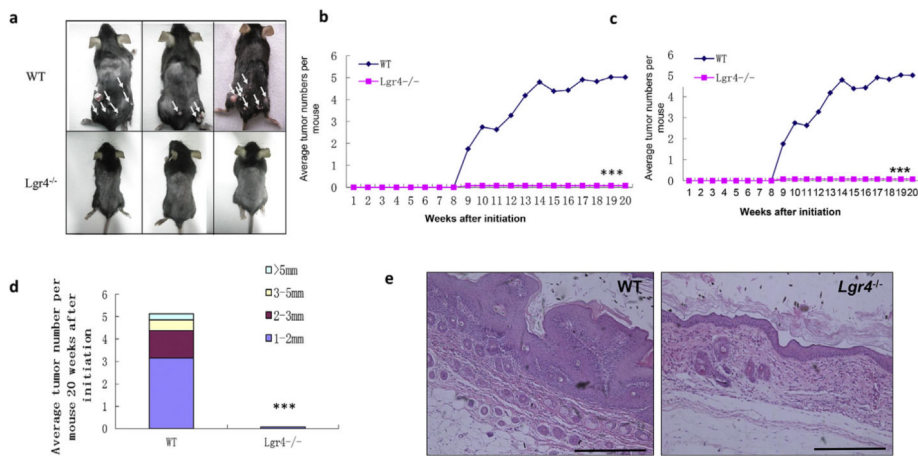 a
WT
Lgr4-/-
b
Average tumor numbers per
mouse
6
5
4
3
2
1
0
WT
Lgr4-/-
***
1 2 3 4 5 6 7 8 9 10 11 12 13 14 15 16 17 18 19 20
Weeks after initiation
c
Average tumor numbers per
mouse
6
5
4
3
2
1
0
WT
Lgr4-/-
***
1 2 3 4 5 6 7 8 9 10 11 12 13 14 15 16 17 18 19 20
Weeks after initiation
d
Average tumor number per
mouse 20 weeks after
initiation
6
5
4
3
2
1
0
>5mm
3-5mm
2-3mm
1-2mm
***
WT
Lgr4-/-
e
WT
Lgr4-/-